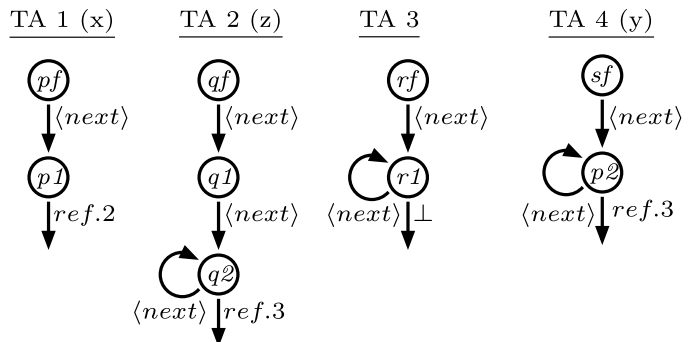 TA 1 (x) TA 2 (z) TA 3 TA 4 (y)
pf qf rf sf
⟨next⟩ ⟨next⟩ ⟨next⟩ ⟨next⟩
p1 q1 r1 p2
ref.2 ⟨next⟩ ⟨next⟩ ⊥ ⟨next⟩ ref.3
q2
⟨next⟩ ref.3